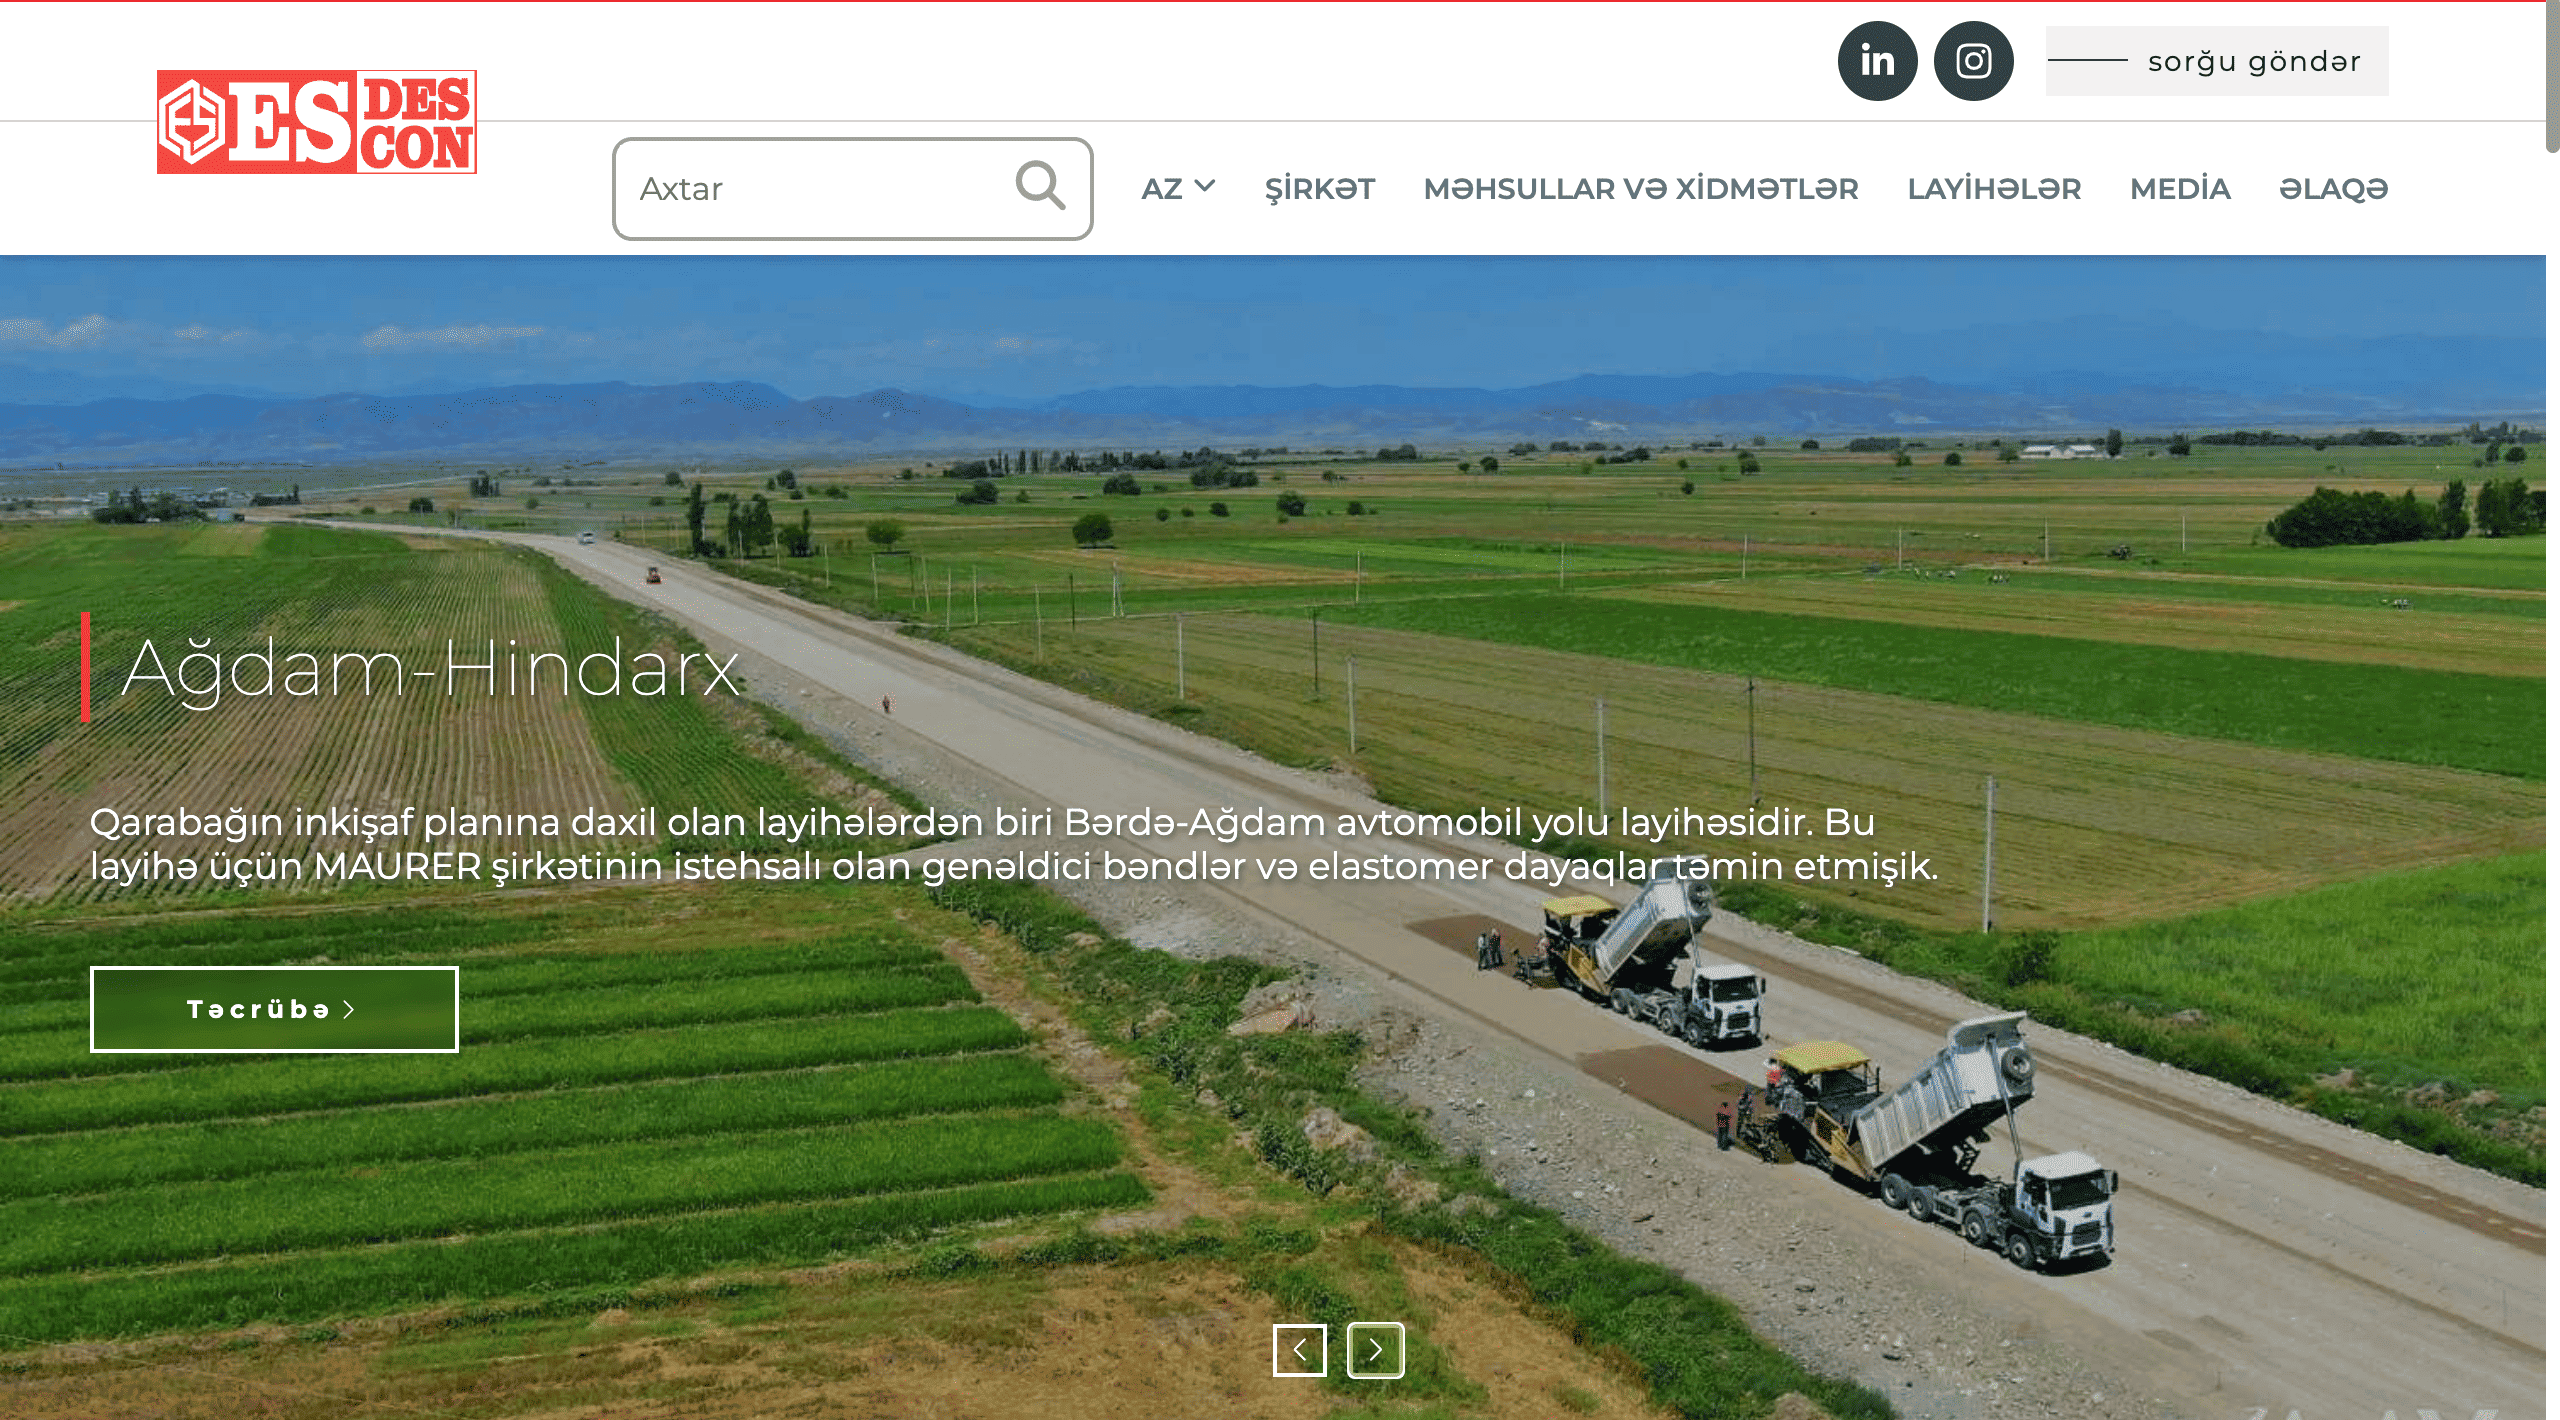 sorğu göndər
ES DES CON
Axtar
AZ ŞİRKƏT MƏHSULLAR VƏ XİDMƏTLƏR LAYİHƏLƏR MEDİA ƏLAQƏ
Ağdam-Hindarx
Qarabağın inkişaf planına daxil olan layihələrdən biri Bərdə-Ağdam avtomobil yolu layihəsidir. Bu
layihə üçün MAURER şirkətinin istehsalı olan genəldici bəndlər və elastomer dayaqlar təmin etmişik.
Təcrübə